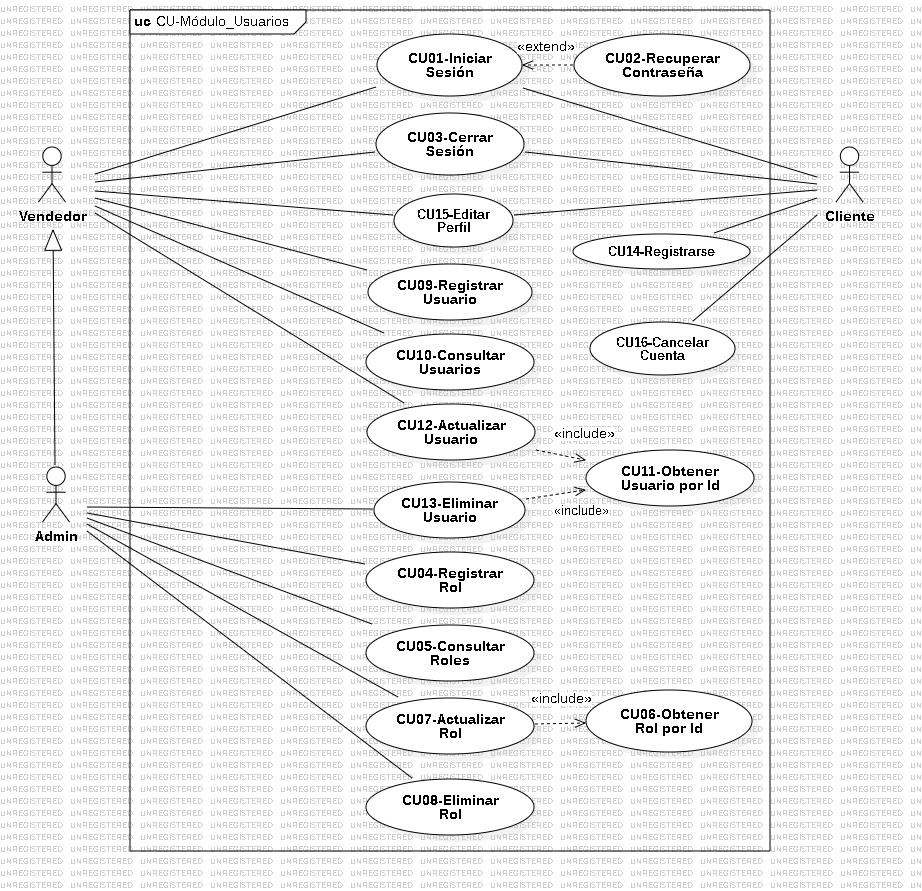 uc CU-Módulo_Usuarios
CU01-Iniciar
Sesión
«extend»
CU02-Recuperar
Contraseña
CU03-Cerrar
Sesión
Vendedor
CU15-Editar
Perfil
Cliente
CU14-Registrarse
CU09-Registrar
Usuario
CU16-Cancelar
Cuenta
CU10-Consultar
Usuarios
CU12-Actualizar
Usuario
«include»
CU11-Obtener
Usuario por Id
CU13-Eliminar
Usuario
«include»
Admin
CU04-Registrar
Rol
CU05-Consultar
Roles
CU07-Actualizar
Rol
«include»
CU06-Obtener
Rol por Id
CU08-Eliminar
Rol
UNREGISTERED